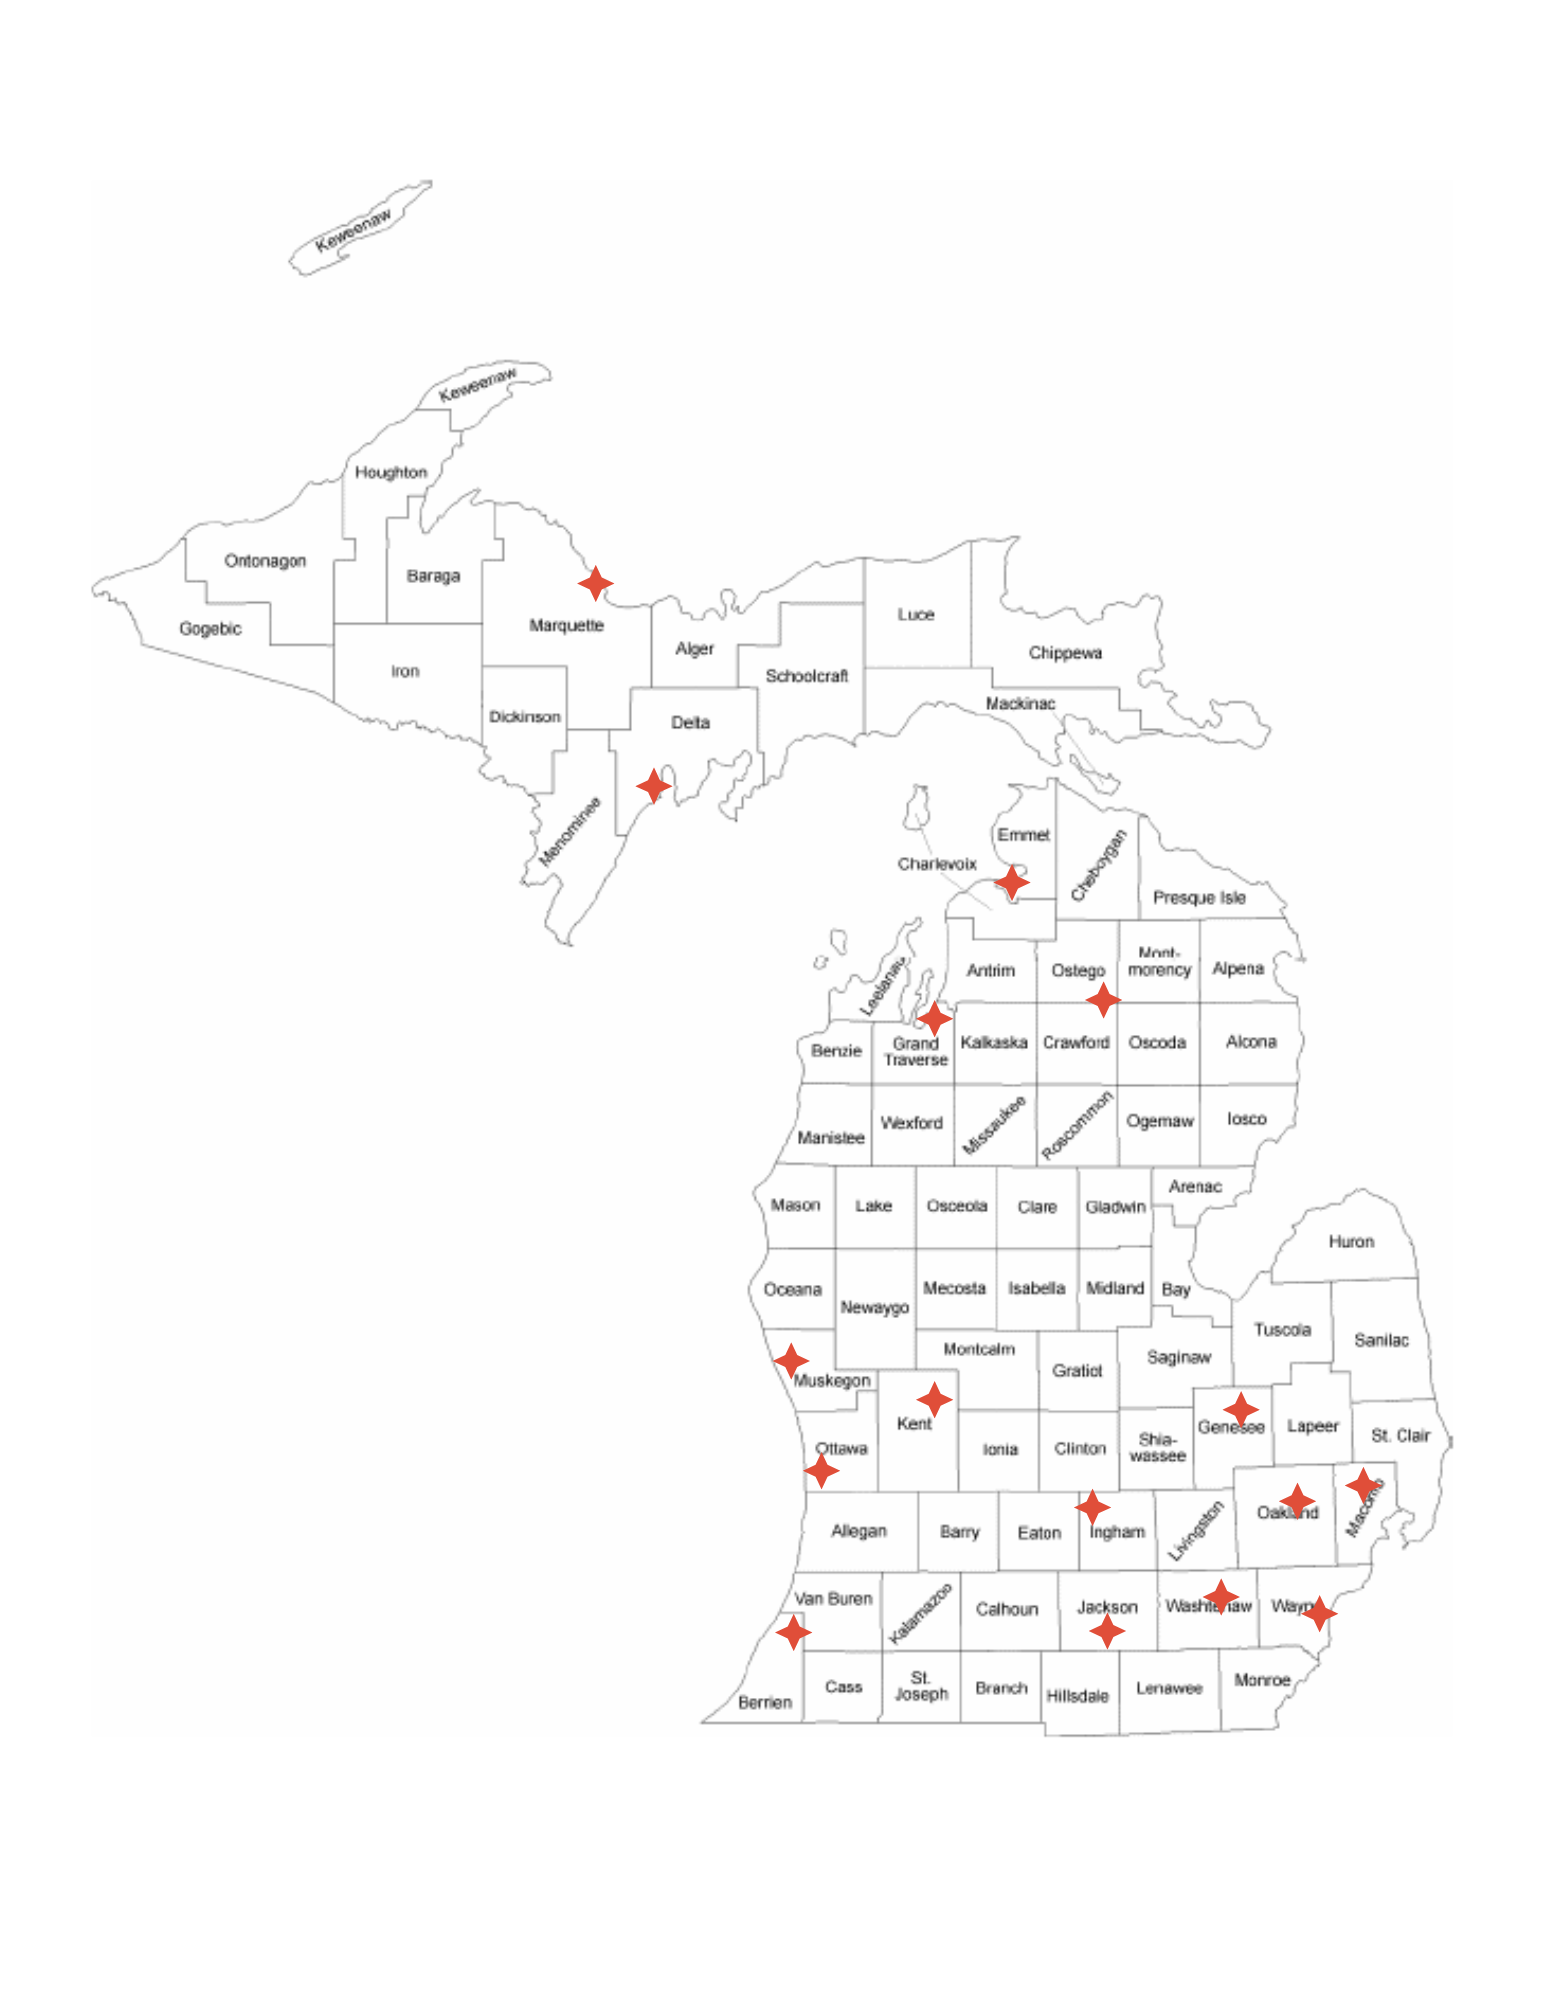 Keweenaw
Keweenaw
Houghton
Ontonagon
Baraga
Gogebic
Marquette
Iron
Alger
Luce
Schoolcraft
Chippewa
Mackinac
Dickinson
Delta
Menominee
Emmet
Charlevoix
Cheboygan
Presque Isle
Leelanau
Antrim
Ostego
Mont-
morency
Alpena
Benzie
Grand
Traverse
Kalkaska
Crawford
Oscoda
Alcona
Manistee
Wexford
Missaukee
Roscommon
Ogemaw
Iosco
Mason
Lake
Osceola
Clare
Gladwin
Arenac
Huron
Oceana
Newaygo
Mecosta
Isabella
Midland
Bay
Tuscola
Sanilac
Muskegon
Montcalm
Gratiot
Saginaw
Kent
Genesee
Lapeer
St. Clair
Ottawa
Ionia
Clinton
Shia-
wassee
Allegan
Barry
Eaton
Ingham
Livingston
Oakland
Macomb
Van Buren
Kalamazoo
Calhoun
Jackson
Washtenaw
Wayne
Berrien
Cass
St.
Joseph
Branch
Hillsdale
Lenawee
Monroe